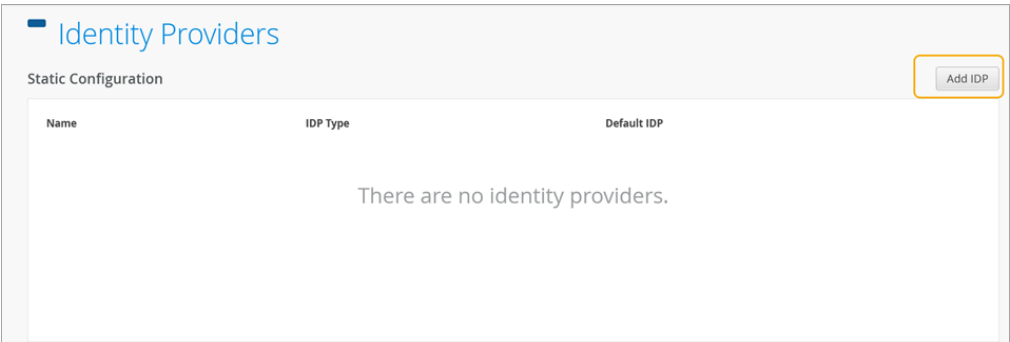 Identity Providers
Static Configuration
Add IDP
Name IDP Type Default IDP
There are no identity providers.